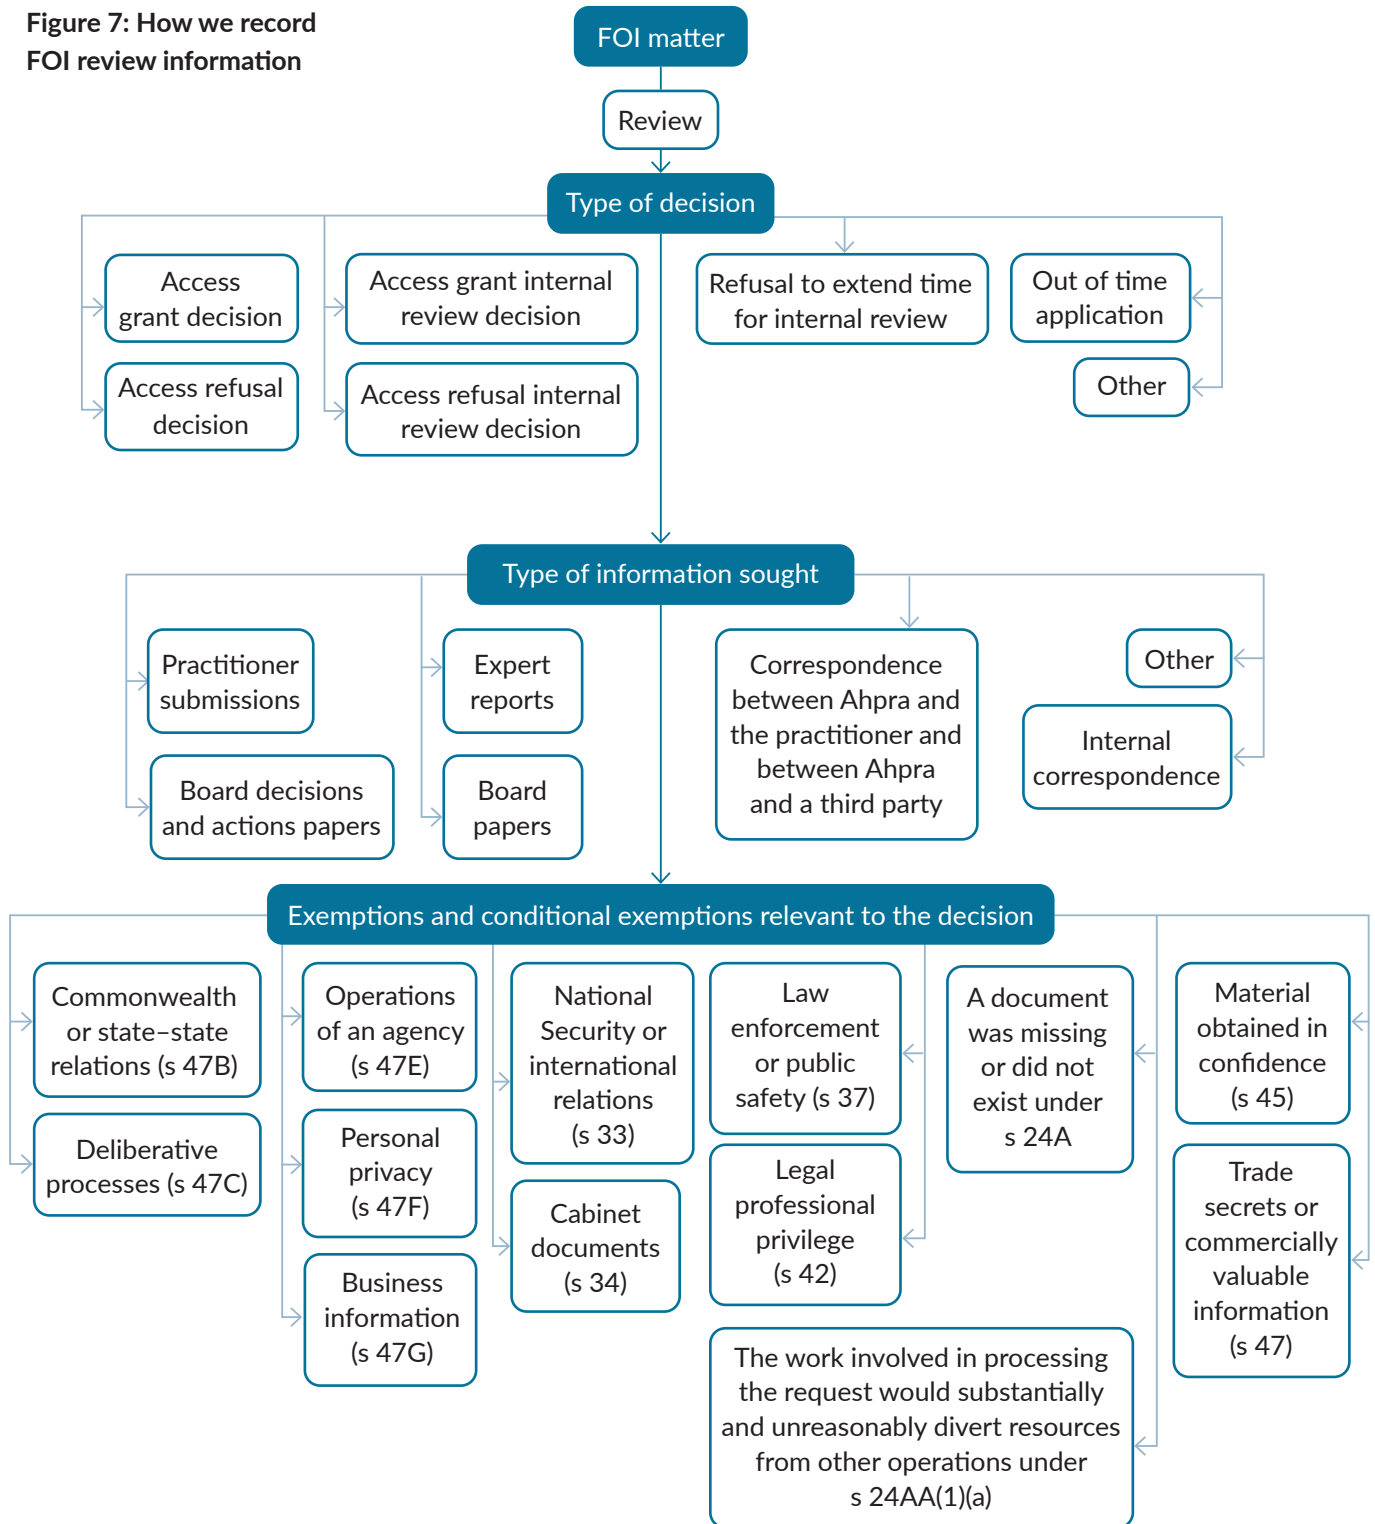 Figure 7: How we record
FOI review information
FOI matter
Review
Type of decision
Access
grant decision
Access refusal
decision
Access grant internal
review decision
Access refusal internal
review decision
Refusal to extend time
for internal review
Out of time
application
Other
Type of information sought
Practitioner
submissions
Board decisions
and actions papers
Expert
reports
Board
papers
Correspondence
between Ahpra and
the practitioner and
between Ahpra
and a third party
Other
Internal
correspondence
Exemptions and conditional exemptions relevant to the decision
Commonwealth
or state–state
relations (s 47B)
Deliberative
processes (s 47C)
Operations
of an agency
(s 47E)
Personal
privacy
(s 47F)
Business
information
(s 47G)
National
Security or
international
relations
(s 33)
Cabinet
documents
(s 34)
Law
enforcement
or public
safety (s 37)
Legal
professional
privilege
(s 42)
A document
was missing
or did not
exist under
s 24A
The work involved in processing
the request would substantially
and unreasonably divert resources
from other operations under
s 24AA(1)(a)
Material
obtained in
confidence
(s 45)
Trade
secrets or
commercially
valuable
information
(s 47)